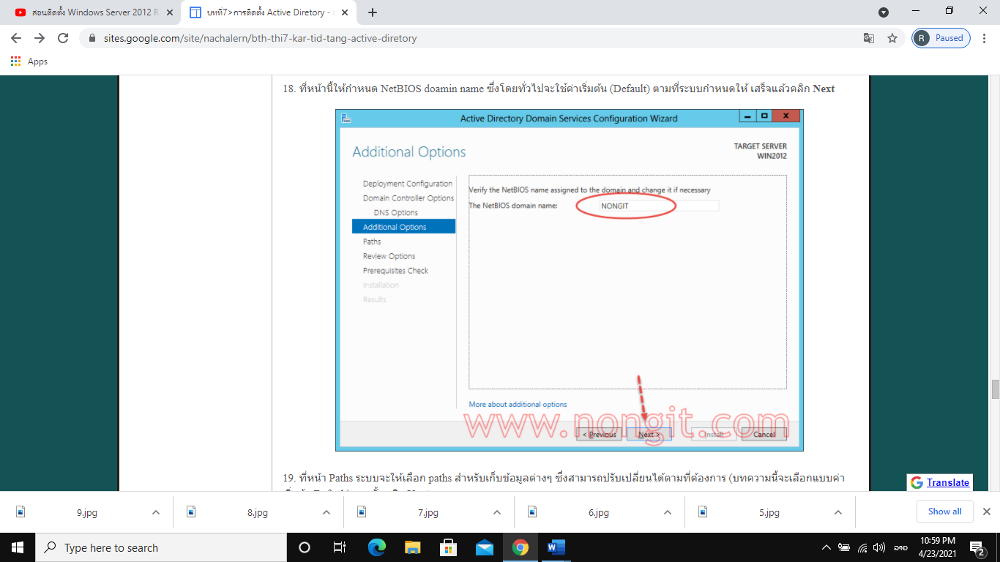 สอนติดตั้ง Windows Server 2012 R
บทที่7>การติดตั้ง Active Diretory -
sites.google.com/site/nachalern/bth-thi7-kar-tid-tang-active-diretory
R
Paused
Apps
18. ที่หน้านี้ให้กำหนด NetBIOS doamin name ซึ่งโดยทั่วไปจะใช้ค่าเริ่มต้น (Default) ตามที่ระบบกำหนดให้ เสร็จแล้วคลิก Next
Active Directory Domain Services Configuration Wizard
Additional Options
TARGET SERVER
WIN2012
Deployment Configuration
Domain Controller Options
DNS Options
Additional Options
Paths
Review Options
Prerequisites Check
Installation
Results
Verify the NetBIOS name assigned to the domain and change it if necessary
The NetBIOS domain name:
NONGIT
More about additional options
www.nongit.com
< Previous
Next >
Install
Cancel
19. ที่หน้า Paths ระบบจะให้เลือก paths สำหรับเก็บข้อมูลต่างๆ ซึ่งสามารถปรับเปลี่ยนได้ตามที่ต้องการ (บทความนี้จะเลือกแบบค่า
Translate
9.jpg
8.jpg
7.jpg
6.jpg
5.jpg
Show all
Type here to search
ລາວ
10:59 PM
4/23/2021
2